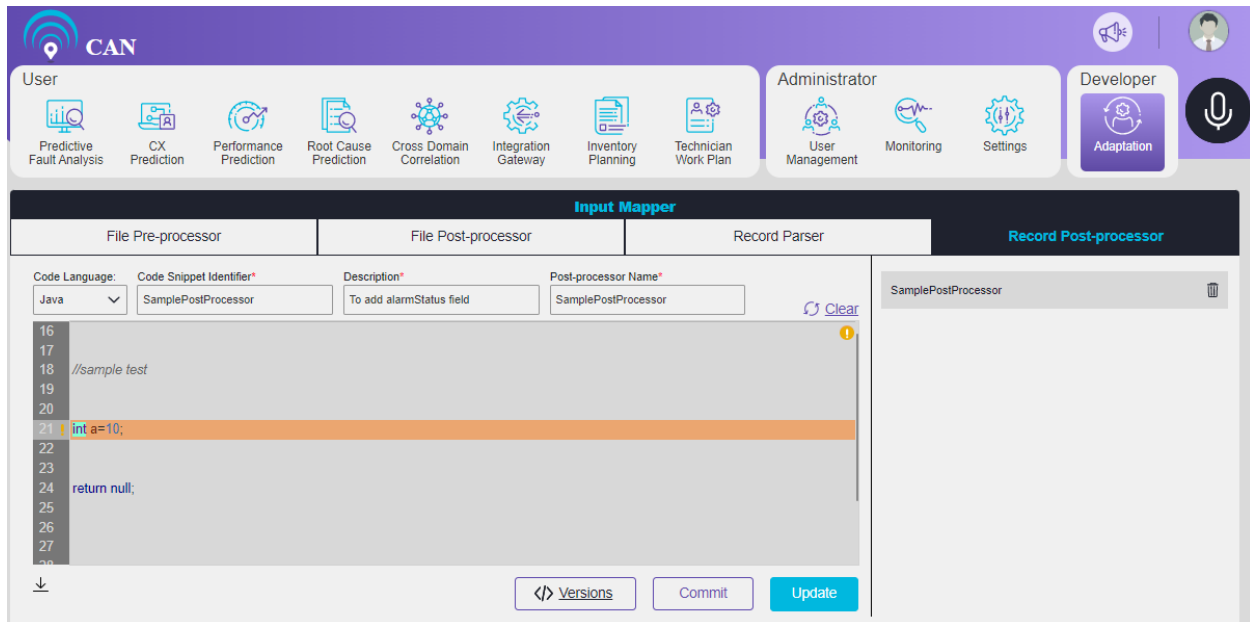 CAN
User
Administrator
Developer
Predictive Fault Analysis
CX Prediction
Performance Prediction
Root Cause Prediction
Cross Domain Correlation
Integration Gateway
Inventory Planning
Technician Work Plan
User Management
Monitoring
Settings
Adaptation
Input Mapper
File Pre-processor
File Post-processor
Record Parser
Record Post-processor
Code Language:
Code Snippet Identifier*
Description*
Post-processor Name*
Java
SamplePostProcessor
To add alarmStatus field
SamplePostProcessor
Clear
SamplePostProcessor
16
17
18 //sample test
19
20
21 int a=10;
22
23
24 return null;
25
26
27
28
</> Versions
Commit
Update